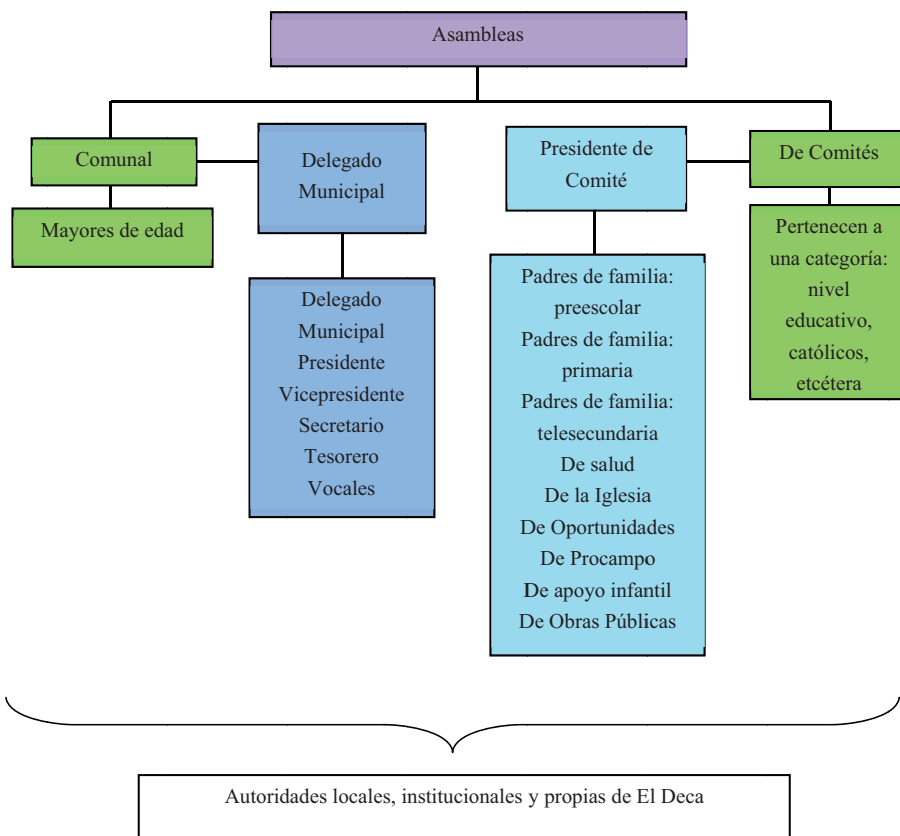 Asambleas
Comunal
Mayores de edad
Delegado
Municipal
Delegado
Municipal
Presidente
Vicepresidente
Secretario
Tesorero
Vocales
Presidente de
Comité
Padres de familia:
preescolar
Padres de familia:
primaria
Padres de familia:
telesecundaria
De salud
De la Iglesia
De Oportunidades
De Procampo
De apoyo infantil
De Obras Públicas
De Comités
Pertenecen a
una categoría:
nivel
educativo,
católicos,
etcétera
Autoridades locales, institucionales y propias de El Deca